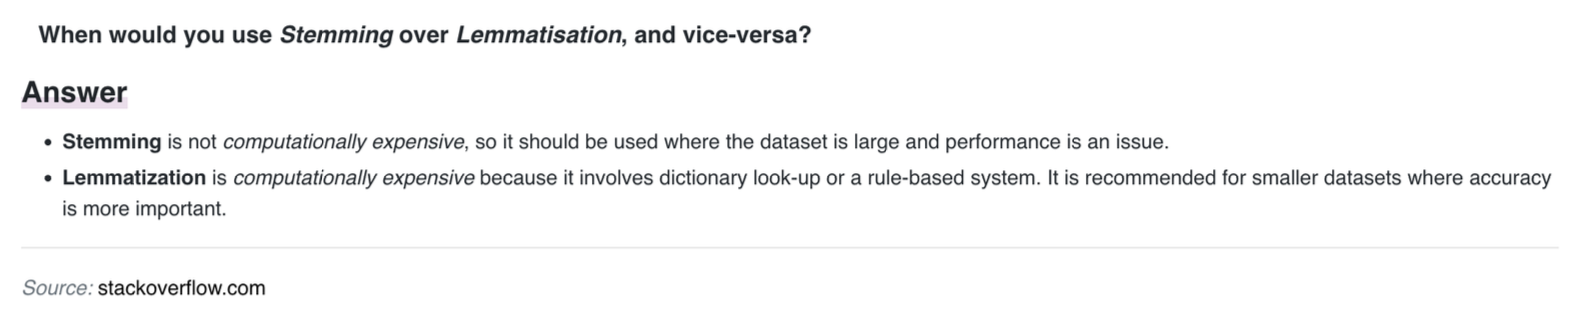 When would you use Stemming over Lemmatisation, and vice-versa?
Answer
• Stemming is not computationally expensive, so it should be used where the dataset is large and performance is an issue.
• Lemmatization is computationally expensive because it involves dictionary look-up or a rule-based system. It is recommended for smaller datasets where accuracy
is more important.
Source: stackoverflow.com